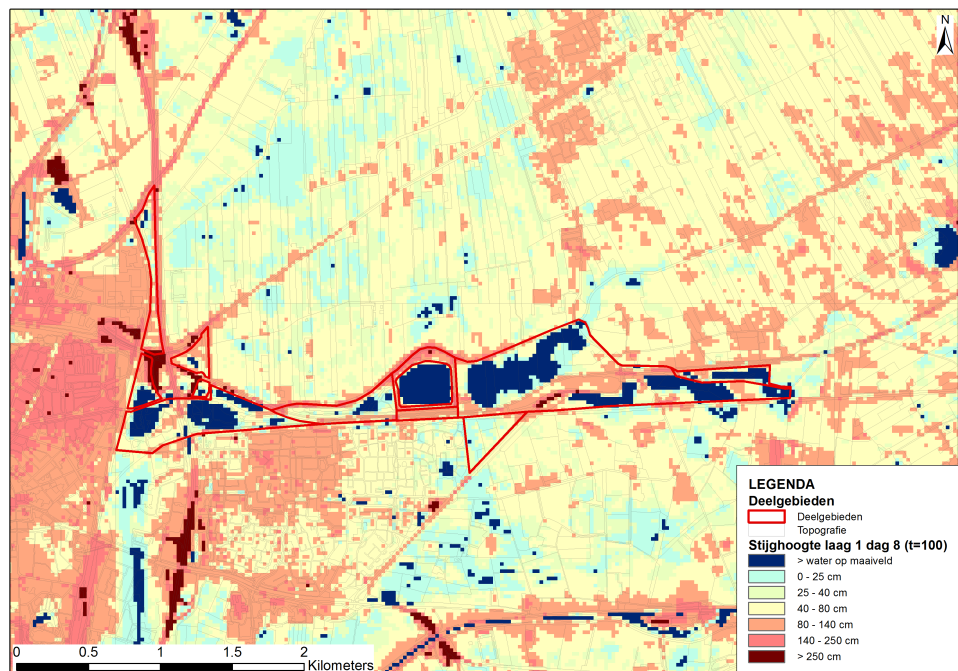 N
LEGENDA
Deelgebieden
Deelgebieden
Topografie
Stijghoogte laag 1 dag 8 (t=100)
> water op maaiveld
0 - 25 cm
25 - 40 cm
40 - 80 cm
80 - 140 cm
140 - 250 cm
> 250 cm
0 0.5 1 1.5 2
Kilometers